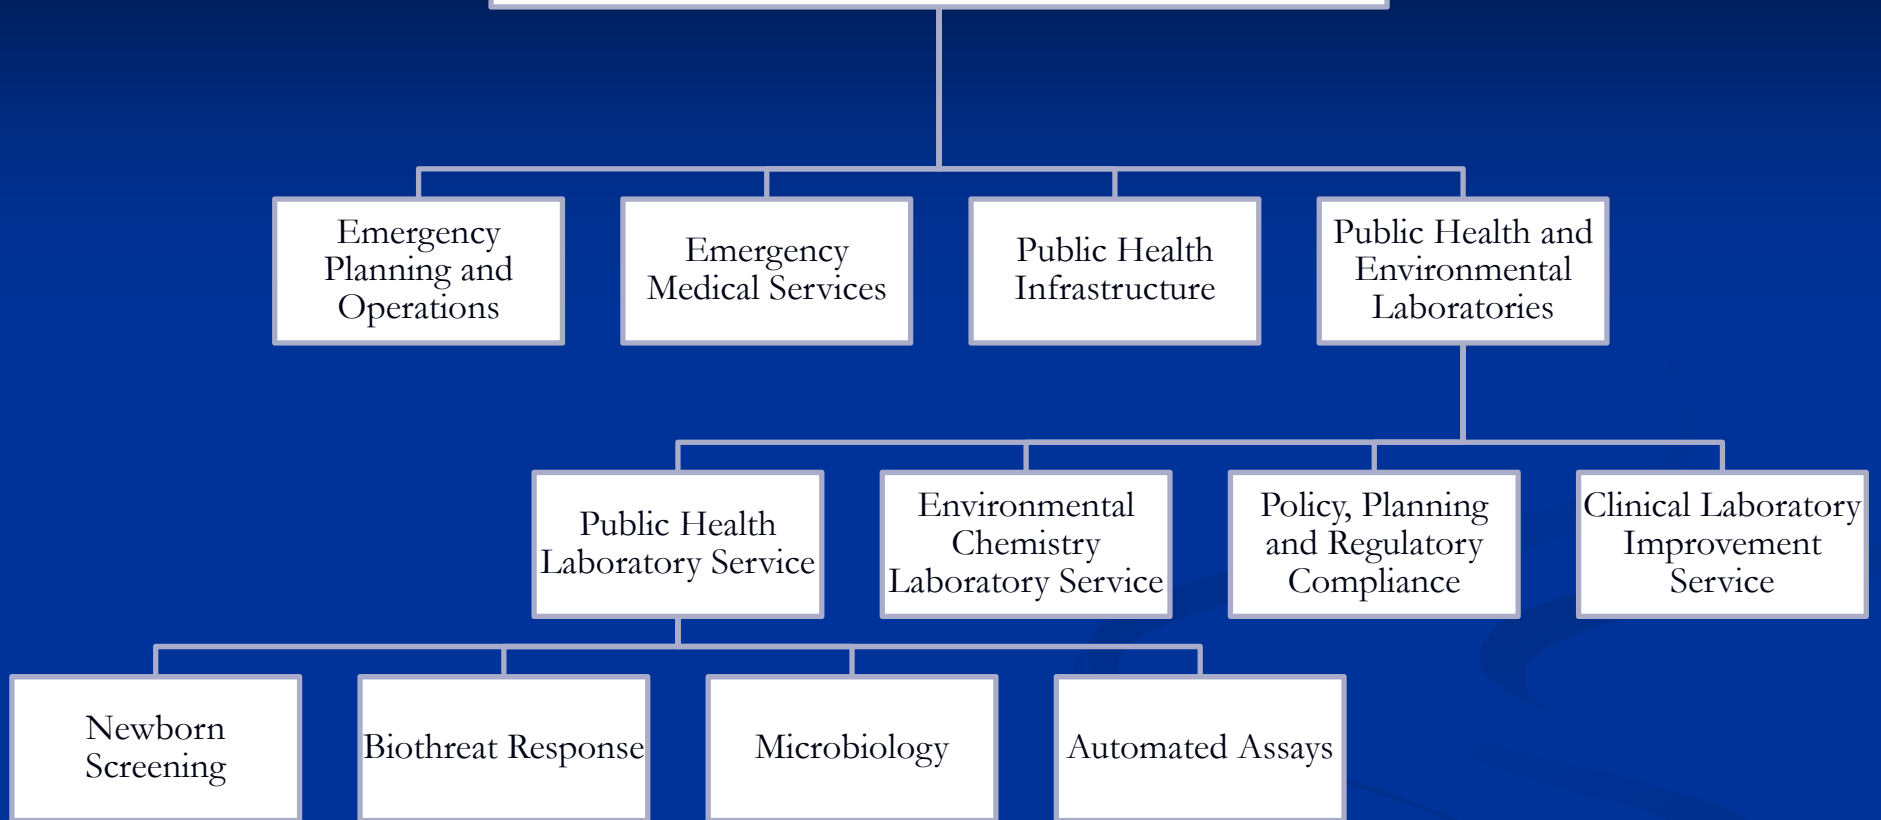 Emergency
Planning and
Operations
Emergency
Medical Services
Public Health
Infrastructure
Public Health and
Environmental
Laboratories
Public Health
Laboratory Service
Environmental
Chemistry
Laboratory Service
Policy, Planning
and Regulatory
Compliance
Clinical Laboratory
Improvement
Service
Newborn
Screening
Biothreat Response
Microbiology
Automated Assays